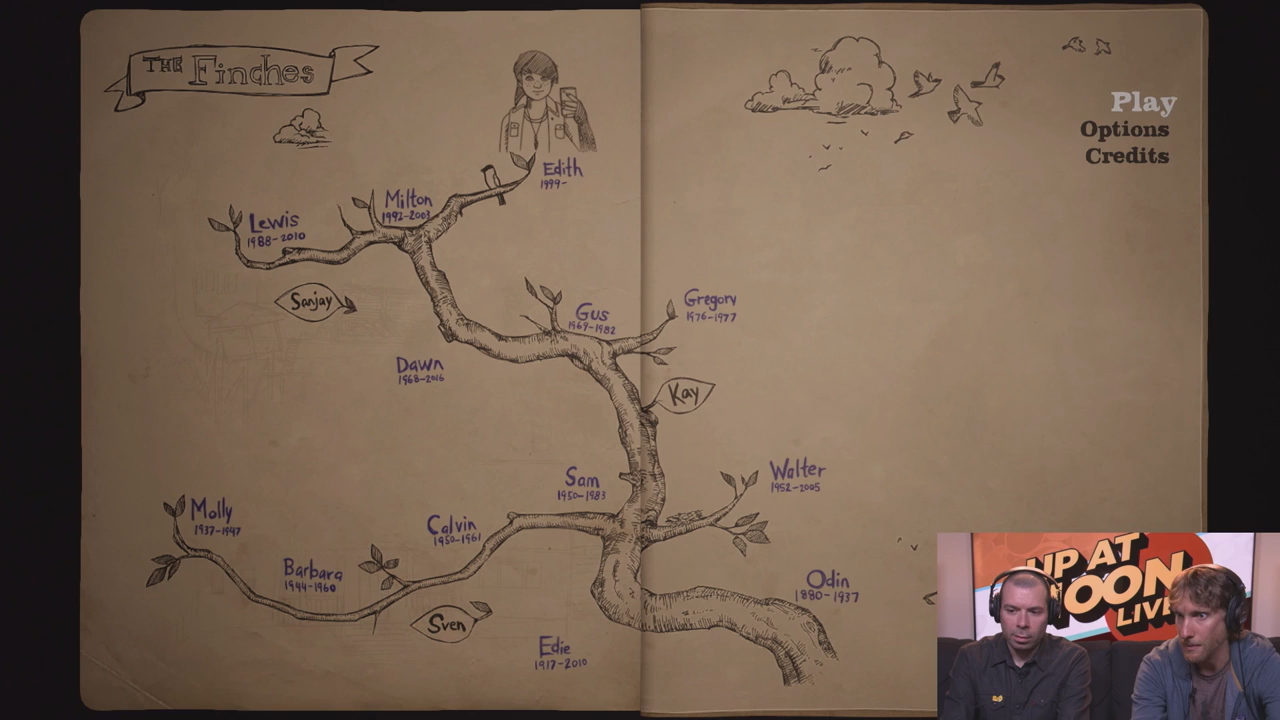 THE Finches
Play
Options
Credits
Edith
1999-
Milton
1992-2003
Lewis
1988-2010
Sanjay
Gus
1969-1982
Gregory
1976-1977
Dawn
1968-2016
Kay
Sam
1950-1983
Walter
1952-2005
Molly
1937-1947
Calvin
1950-1961
Barbara
1944-1960
Sven
Odin
1880-1937
Edie
1917-2010
UP AT
NOON
LIVE